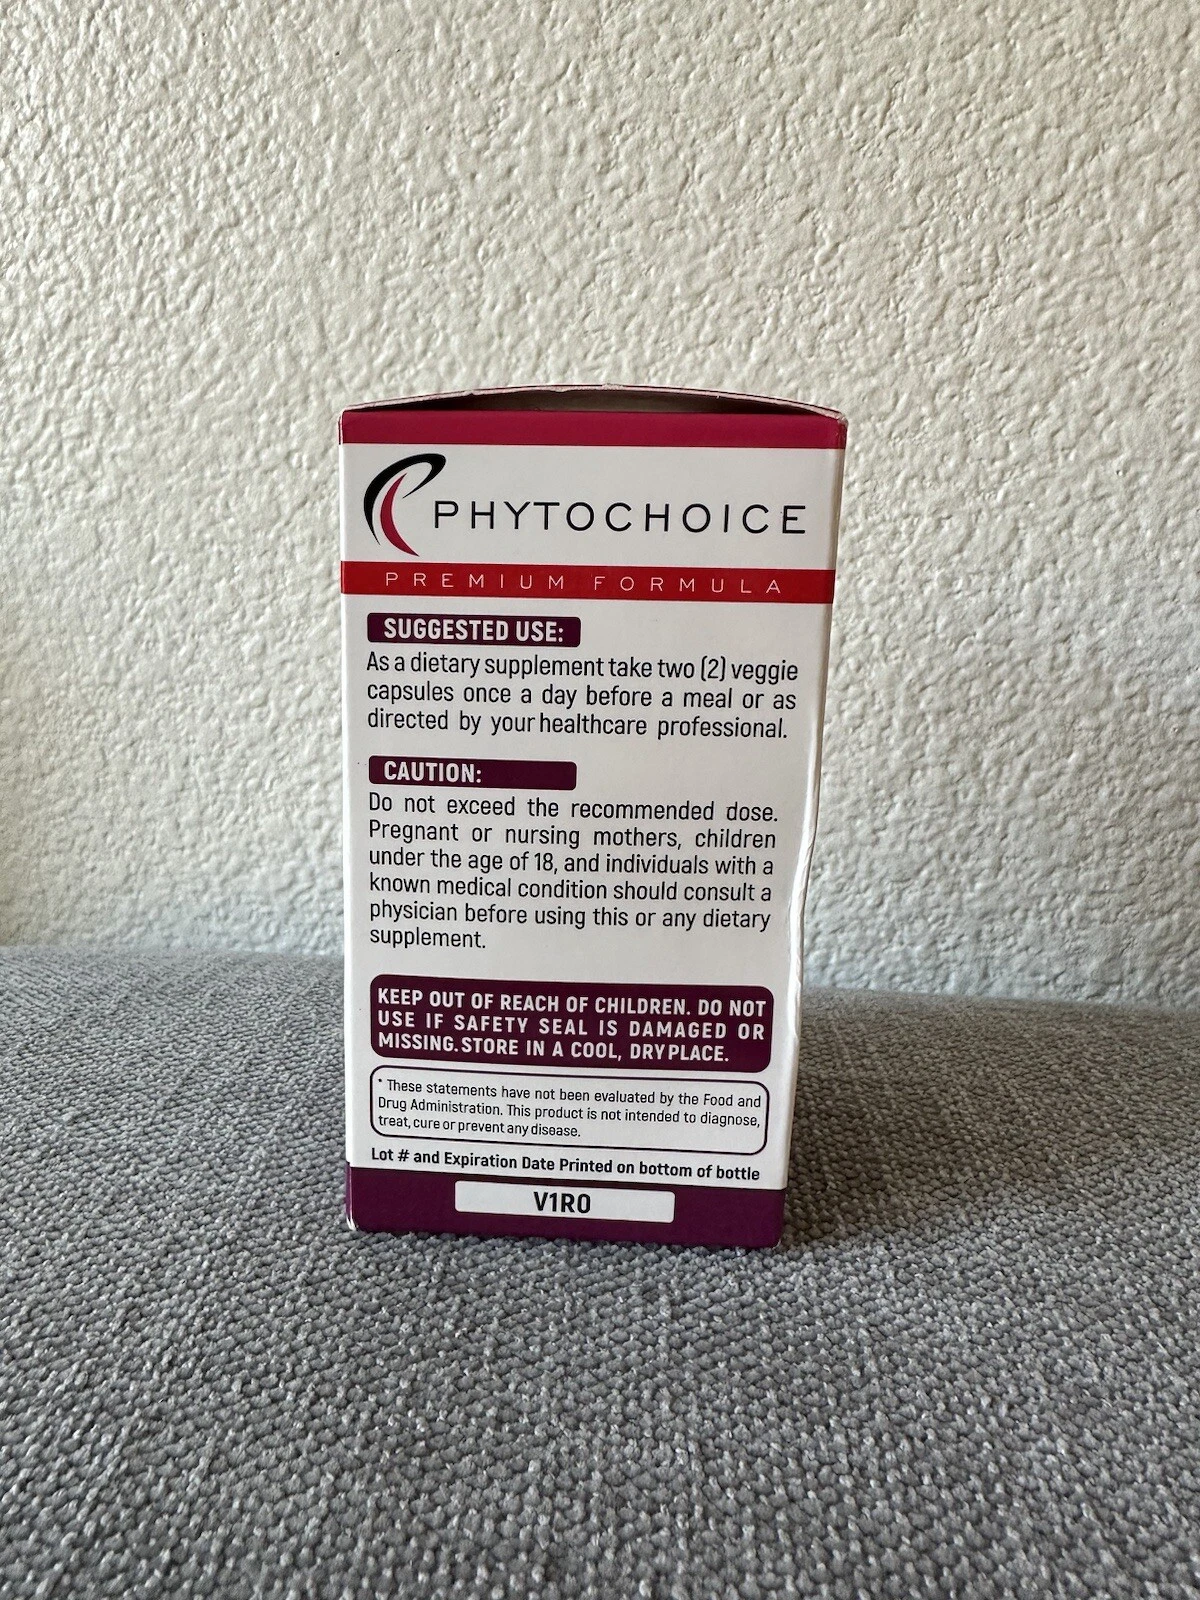 PHYTOCHOICE
PREMIUM FORMULA
SUGGESTED USE:
As a dietary supplement take two (2) veggie
capsules once a day before a meal or as
directed by your healthcare professional.
CAUTION:
Do not exceed the recommended dose.
Pregnant or nursing mothers, children
under the age of 18, and individuals with a
known medical condition should consult a
physician before using this or any dietary
supplement.
KEEP OUT OF REACH OF CHILDREN. DO NOT
USE IF SAFETY SEAL IS DAMAGED OR
MISSING. STORE IN A COOL, DRY PLACE.
* These statements have not been evaluated by the Food and
Drug Administration. This product is not intended to diagnose,
treat, cure or prevent any disease.
Lot # and Expiration Date Printed on bottom of bottle
V1R0